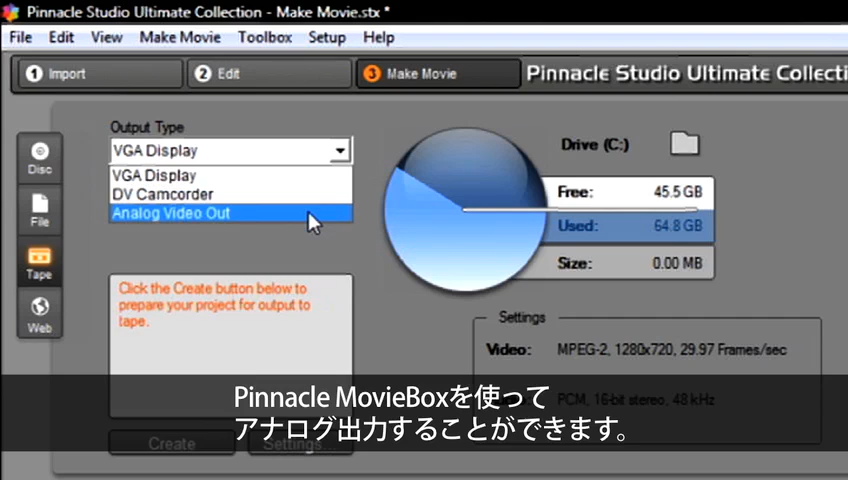 Pinnacle Studio Ultimate Collection - Make Movie.stx *
File Edit View Make Movie Toolbox Setup Help
1 Import 2 Edit 3 Make Movie Pinnacle Studio Ultimate Collecti
Output Type
VGA Display
VGA Display
DV Camcorder
Analog Video Out
Disc
File
Tape
Web
Drive (C:)
Free: 45.5 GB
Used: 64.8 GB
Size: 0.00 MB
Click the Create button below to
prepare your project for output to
tape.
Settings
Video: MPEG-2, 1280x720, 29.97 Frames/sec
PCM, 16-bit stereo, 48 kHz
Create Settings...
Pinnacle MovieBoxを使って
アナログ出力することができます。